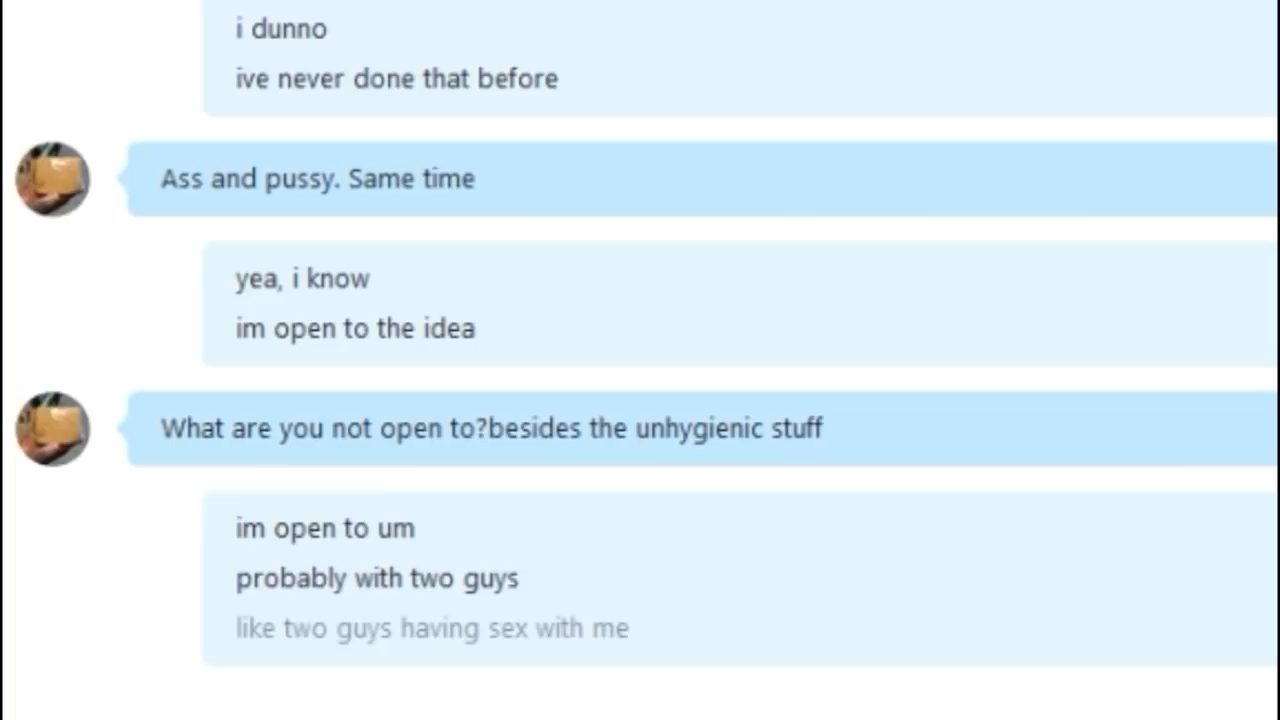 i dunno
ive never done that before
Ass and pussy. Same time
yea, i know
im open to the idea
What are you not open to?besides the unhygienic stuff
im open to um
probably with two guys
like two guys having sex with me